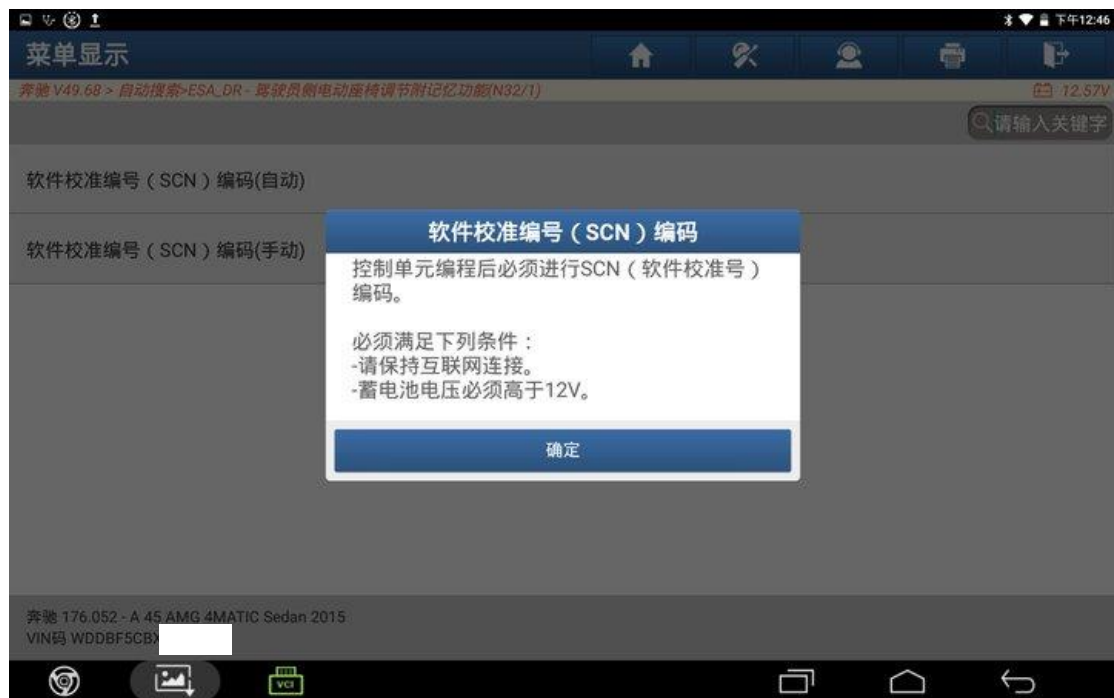 下午12:46
菜单显示
奔驰 V49.68 > 自动搜索>ESA_DR - 驾驶员侧电动座椅调节附记忆功能(N32/1)
12.57V
请输入关键字
软件校准编号（SCN）编码(自动)
软件校准编号（SCN）编码(手动)
软件校准编号（SCN）编码
控制单元编程后必须进行SCN（软件校准号）
编码。
必须满足下列条件：
-请保持互联网连接。
-蓄电池电压必须高于12V。
确定
奔驰 176.052 - A 45 AMG 4MATIC Sedan 2015
VIN码 WDDBF5CBX
VCI